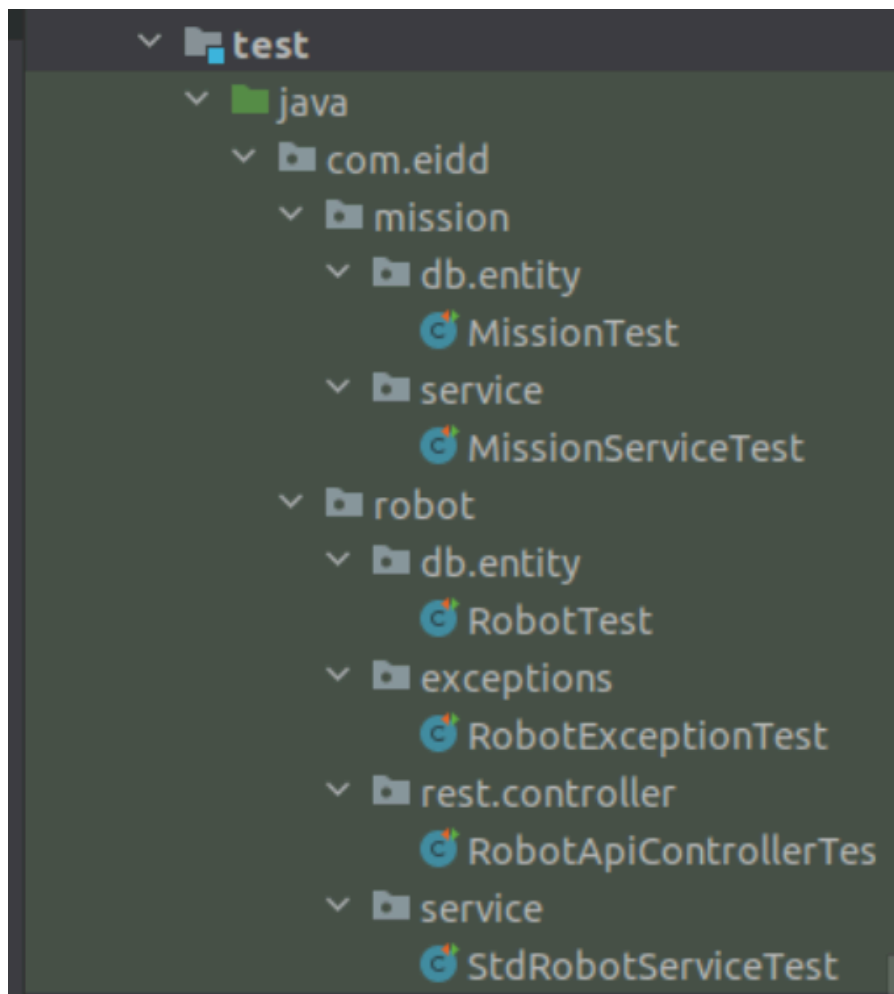 test
java
com.eidd
mission
db.entity
MissionTest
service
MissionServiceTest
robot
db.entity
RobotTest
exceptions
RobotExceptionTest
rest.controller
RobotApiControllerTes
service
StdRobotServiceTest